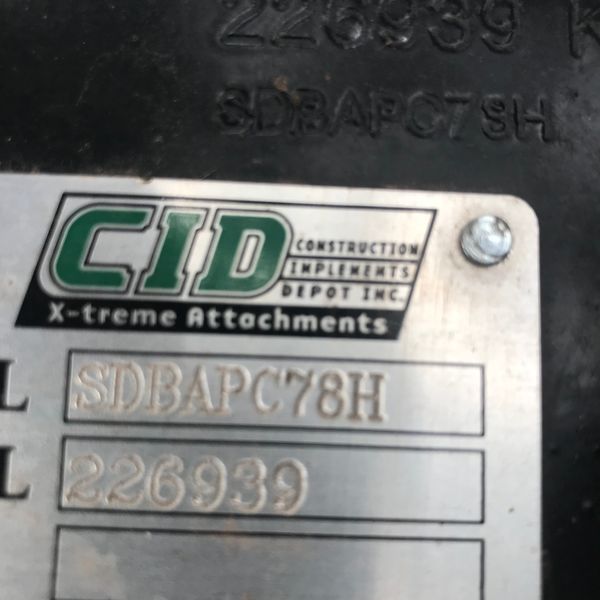 226939 K
SDBAPC78H
CID
CONSTRUCTION
IMPLEMENTS
DEPOT INC.
X-treme Attachments
L SDBAPC78H
L 226939